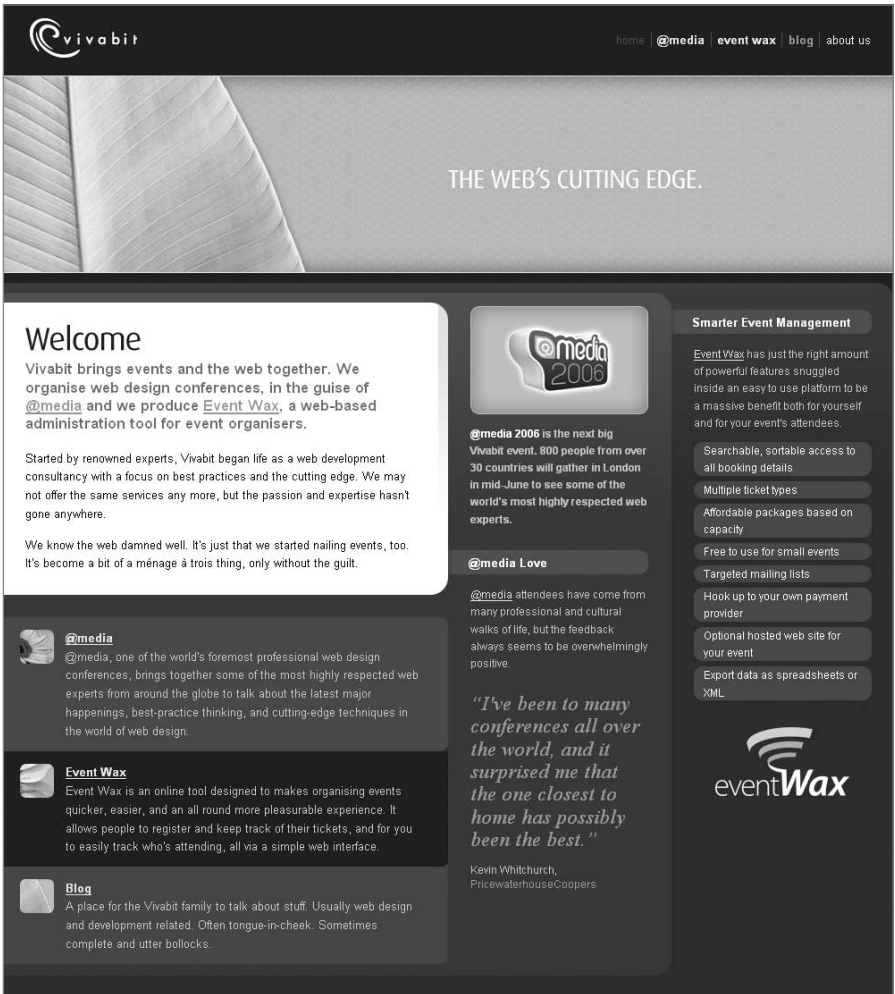 vivabit
home | @media | event wax | blog | about us
THE WEB'S CUTTING EDGE.
Welcome
Vivabit brings events and the web together. We
organise web design conferences, in the guise of
@media and we produce Event Wax, a web-based
administration tool for event organisers.
Started by renowned experts, Vivabit began life as a web development
consultancy with a focus on best practices and the cutting edge. We may
not offer the same services any more, but the passion and expertise hasn't
gone anywhere.
We know the web damned well. It's just that we started nailing events, too.
It's become a bit of a ménage à trois thing, only without the guilt.
@media
@media, one of the world's foremost professional web design
conferences, brings together some of the most highly respected web
experts from around the globe to talk about the latest major
happenings, best-practice thinking, and cutting-edge techniques in
the world of web design.
Event Wax
Event Wax is an online tool designed to makes organising events
quicker, easier, and an all round more pleasurable experience. It
allows people to register and keep track of their tickets, and for you
to easily track who's attending, all via a simple web interface.
Blog
A place for the Vivabit family to talk about stuff. Usually web design
and development related. Often tongue-in-cheek. Sometimes
complete and utter bollocks.
@media
2006
@media 2006 is the next big
Vivabit event. 800 people from over
30 countries will gather in London
in mid-June to see some of the
world's most highly respected web
experts.
@media Love
@media attendees have come from
many professional and cultural
walks of life, but the feedback
always seems to be overwhelmingly
positive.
“I've been to many
conferences all over
the world, and it
surprised me that
the one closest to
home has possibly
been the best.”
Kevin Whitchurch,
PricewaterhouseCoopers
Smarter Event Management
Event Wax has just the right amount
of powerful features snuggled
inside an easy to use platform to be
a massive benefit both for yourself
and for your event's attendees.
Searchable, sortable access to
all booking details
Multiple ticket types
Affordable packages based on
capacity
Free to use for small events
Targeted mailing lists
Hook up to your own payment
provider
Optional hosted web site for
your event
Export data as spreadsheets or
XML
eventWax